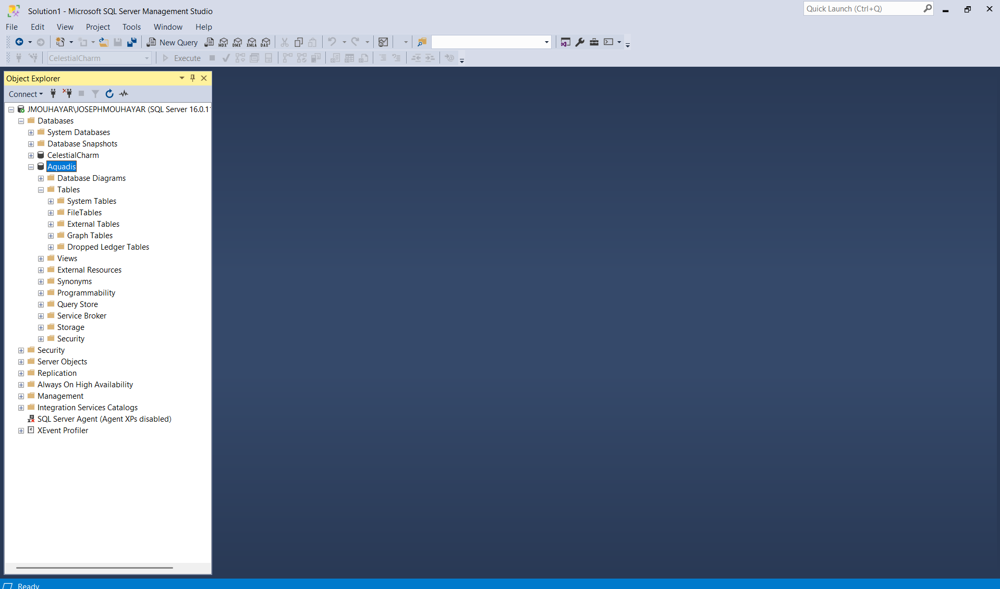 Solution1 - Microsoft SQL Server Management Studio
Quick Launch (Ctrl+Q)
File Edit View Project Tools Window Help
New Query MDX DMX XMLA DAX
CelestialCharm Execute
Object Explorer
Connect
JMOUHAYAR\JOSEPHMOUHAYAR (SQL Server 16.0.1
Databases
System Databases
Database Snapshots
CelestialCharm
Aquadis
Database Diagrams
Tables
System Tables
FileTables
External Tables
Graph Tables
Dropped Ledger Tables
Views
External Resources
Synonyms
Programmability
Query Store
Service Broker
Storage
Security
Security
Server Objects
Replication
Always On High Availability
Management
Integration Services Catalogs
SQL Server Agent (Agent XPs disabled)
XEvent Profiler
Ready